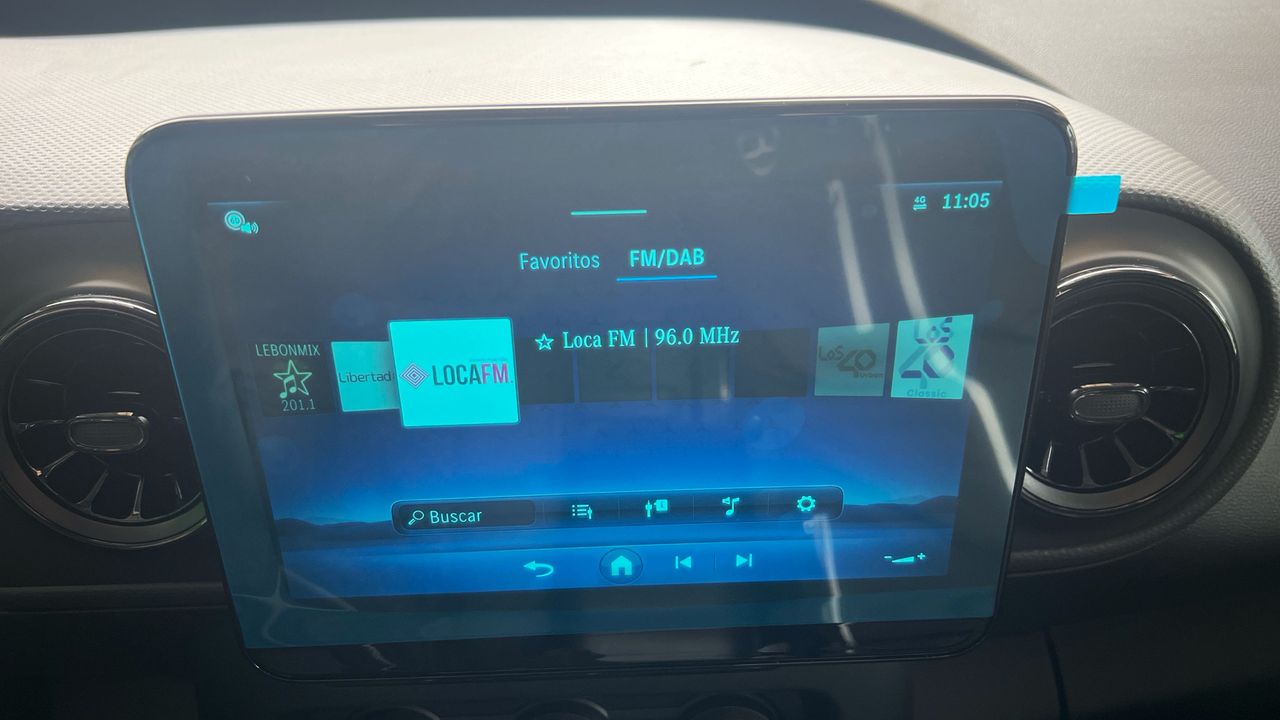 4G 11:05
Favoritos FM/DAB
Loca FM | 96.0 MHz
LEBONMIX
201.1
Libertad
LOCAFM.
LOS40 Urban
LOS40 Classic
Buscar